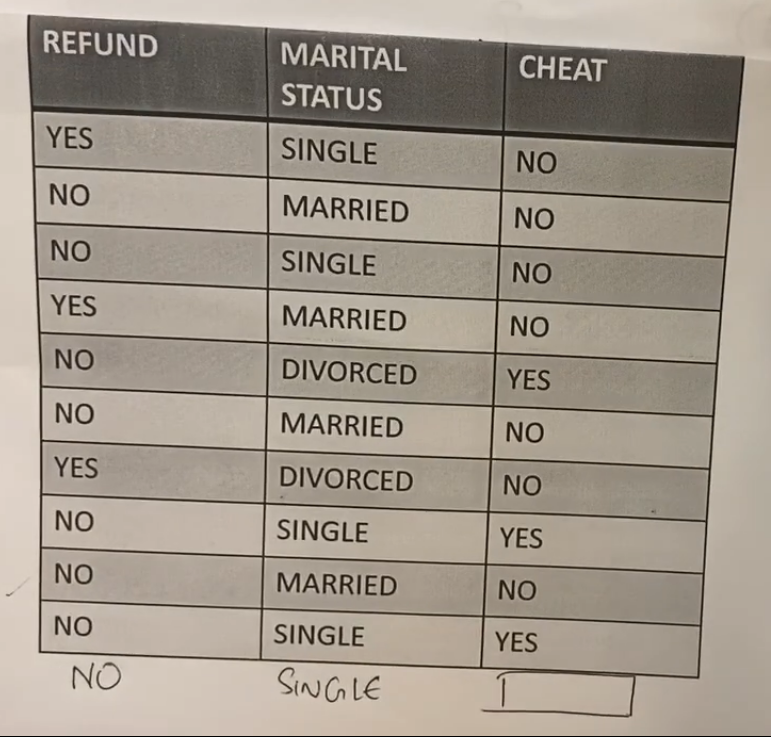 REFUND MARITAL STATUS CHEAT
YES SINGLE NO
NO MARRIED NO
NO SINGLE NO
YES MARRIED NO
NO DIVORCED YES
NO MARRIED NO
YES DIVORCED NO
NO SINGLE YES
NO MARRIED NO
NO SINGLE YES
NO SINGLE